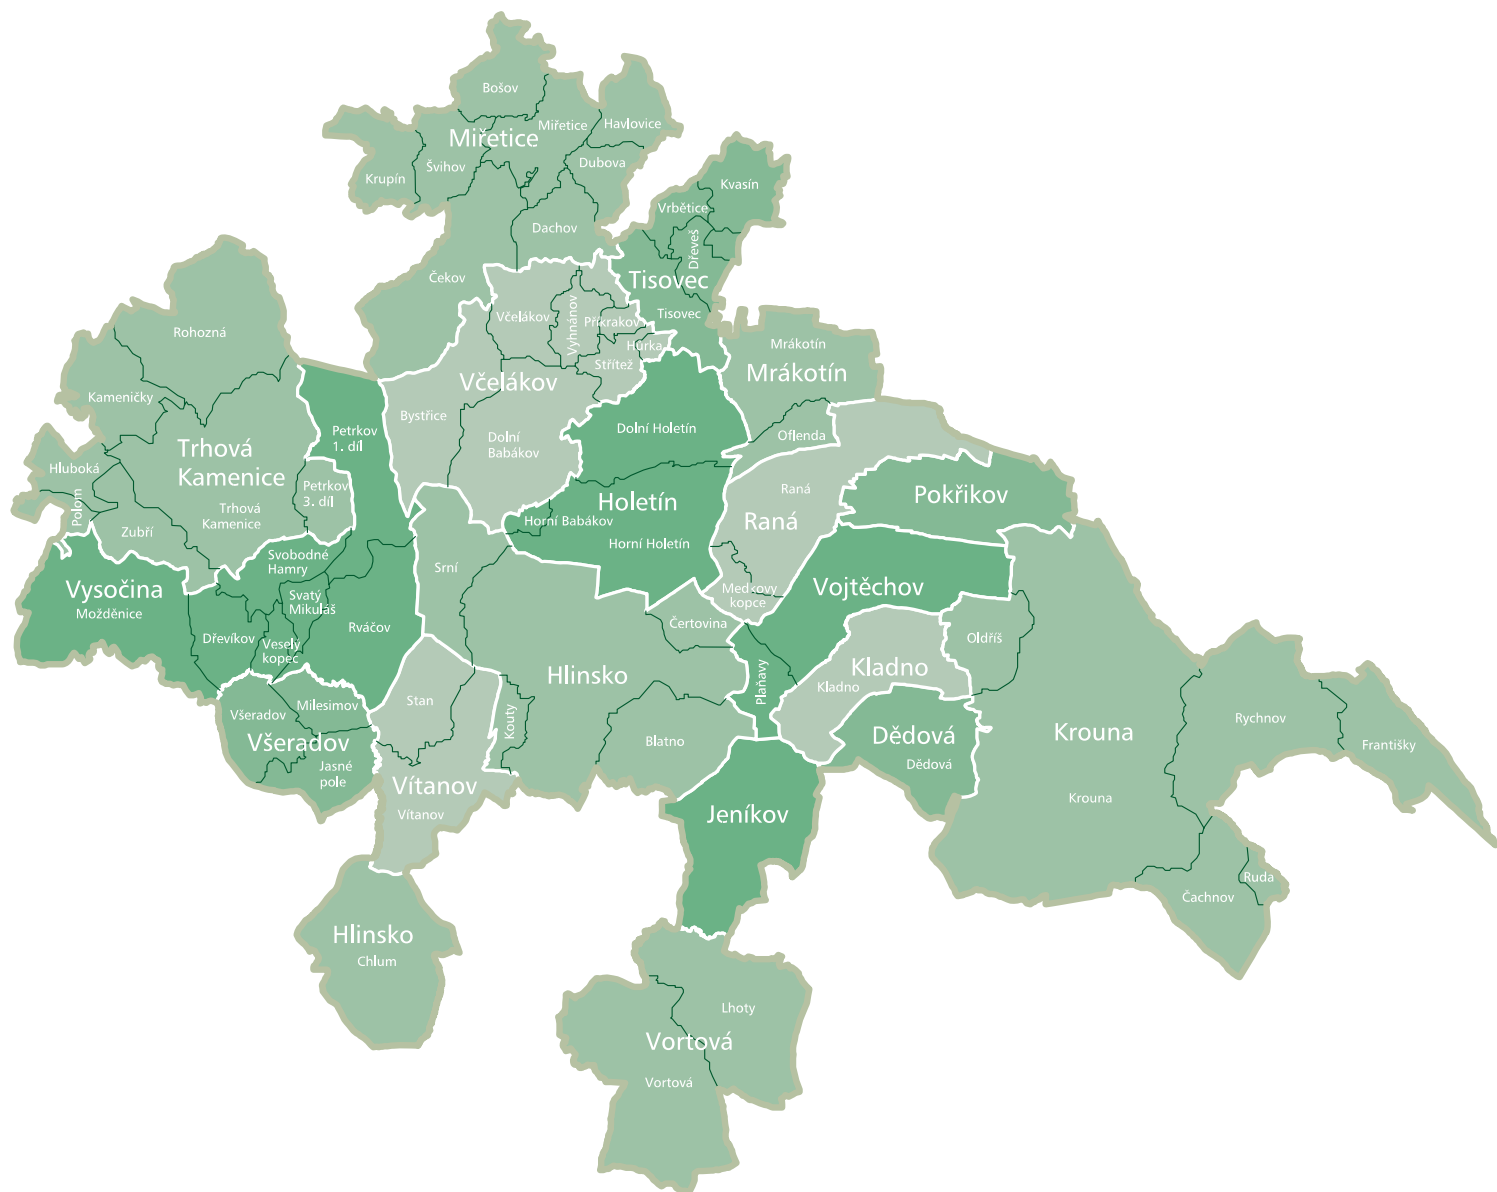 Bošov
Miřetice
Havlovice
Miřetice
Švihov
Dubova
Krupín
Kvasín
Vrbětice
Dachov
Dřeveš
Čekov
Tisovec
Tisovec
Rohozná
Včelákov
Vyhnánov
Příkrakov
Hůrka
Střítež
Mrákotín
Mrákotín
Včelákov
Kameničky
Bystřice
Petrkov
1. díl
Dolní
Babákov
Dolní Holetín
Oflenda
Trhová
Kamenice
Hluboká
Petrkov
3. díl
Raná
Pokřikov
Polom
Trhová
Kamenice
Holetín
Horní Babákov
Raná
Zubří
Horní Holetín
Svobodné
Hamry
Srní
Vysočina
Možděnice
Svatý
Mikuláš
Medkovy
kopce
Vojtěchov
Dřevíkov
Veselý
kopec
Rváčov
Čertovina
Oldříš
Hlinsko
Kladno
Kladno
Plaňavy
Stan
Milesimov
Všeradov
Kouty
Rychnov
Všeradov
Blatno
Dědová
Dědová
Krouna
Františky
Jasné
pole
Vítanov
Vítanov
Krouna
Jeníkov
Ruda
Čachnov
Hlinsko
Chlum
Lhoty
Vortová
Vortová